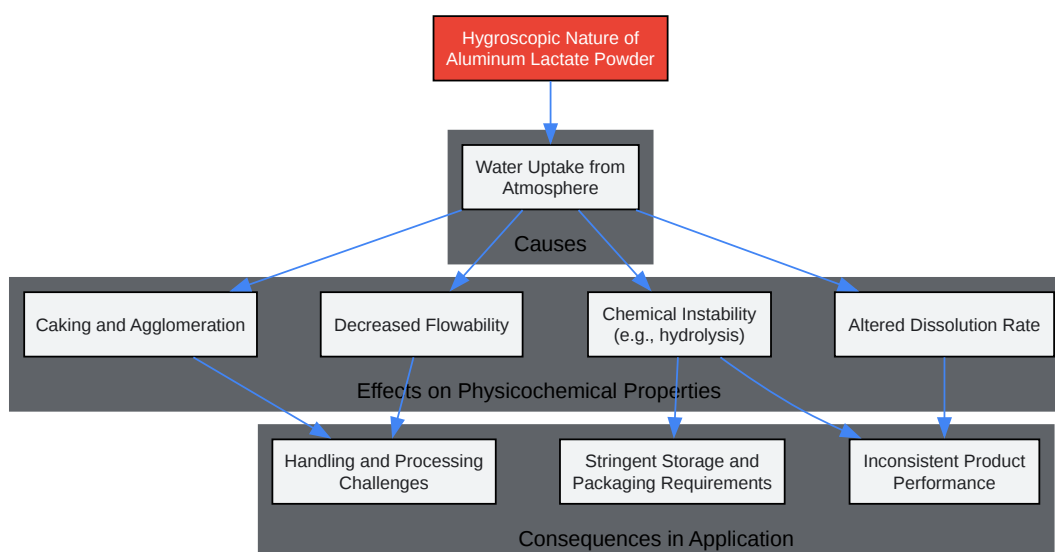 Hygroscopic Nature of
Aluminum Lactate Powder
Water Uptake from
Atmosphere
Causes
Caking and Agglomeration
Decreased Flowability
Chemical Instability
(e.g., hydrolysis)
Altered Dissolution Rate
Effects on Physicochemical Properties
Handling and Processing
Challenges
Stringent Storage and
Packaging Requirements
Inconsistent Product
Performance
Consequences in Application